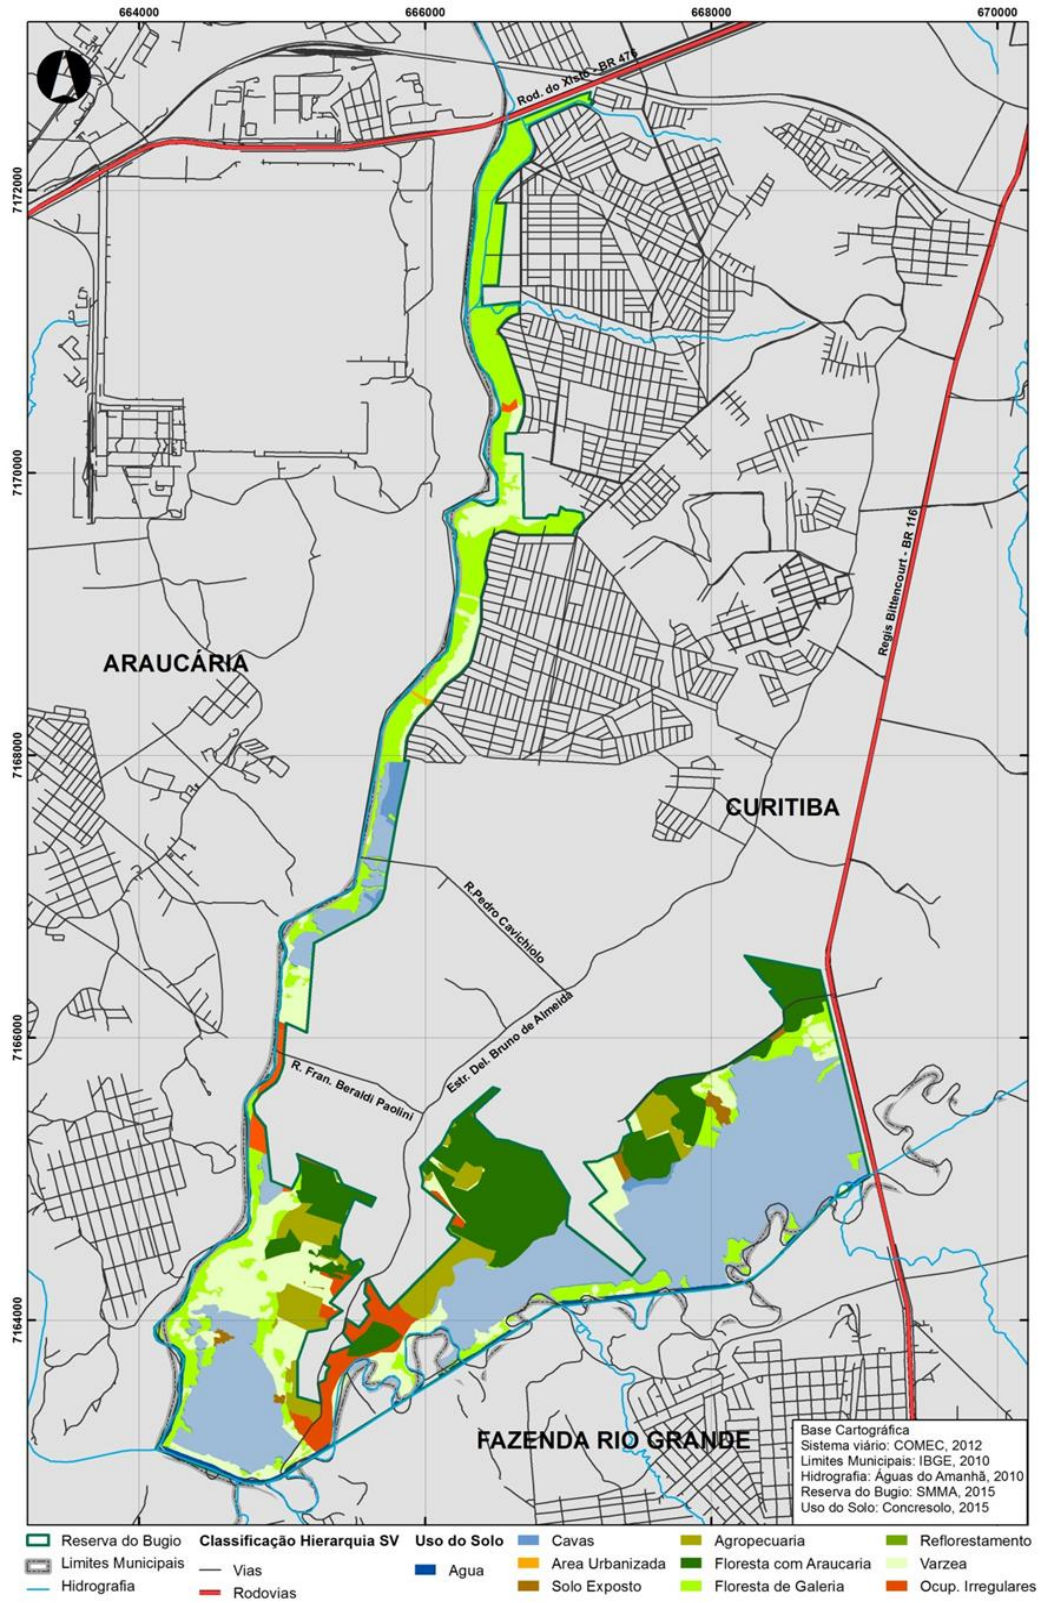 664000
666000
668000
670000
Rod. do Xisto - BR 476
7172000
7170000
Regis Bittencourt - BR 116
ARAUCÁRIA
7168000
CURITIBA
R.Pedro Cavichiolo
Estr. Del. Bruno de Almeida
7166000
R. Fran. Beraldi Paolini
7164000
FAZENDA RIO GRANDE
Base Cartográfica
Sistema viário: COMEC, 2012
Limites Municipais: IBGE, 2010
Hidrografia: Águas do Amanhã, 2010
Reserva do Bugio: SMMA, 2015
Uso do Solo: Concresolo, 2015
Reserva do Bugio
Limites Municipais
Hidrografia
Classificação Hierarquia SV
Vias
Rodovias
Uso do Solo
Agua
Cavas
Area Urbanizada
Solo Exposto
Agropecuaria
Floresta com Araucaria
Floresta de Galeria
Reflorestamento
Varzea
Ocup. Irregulares